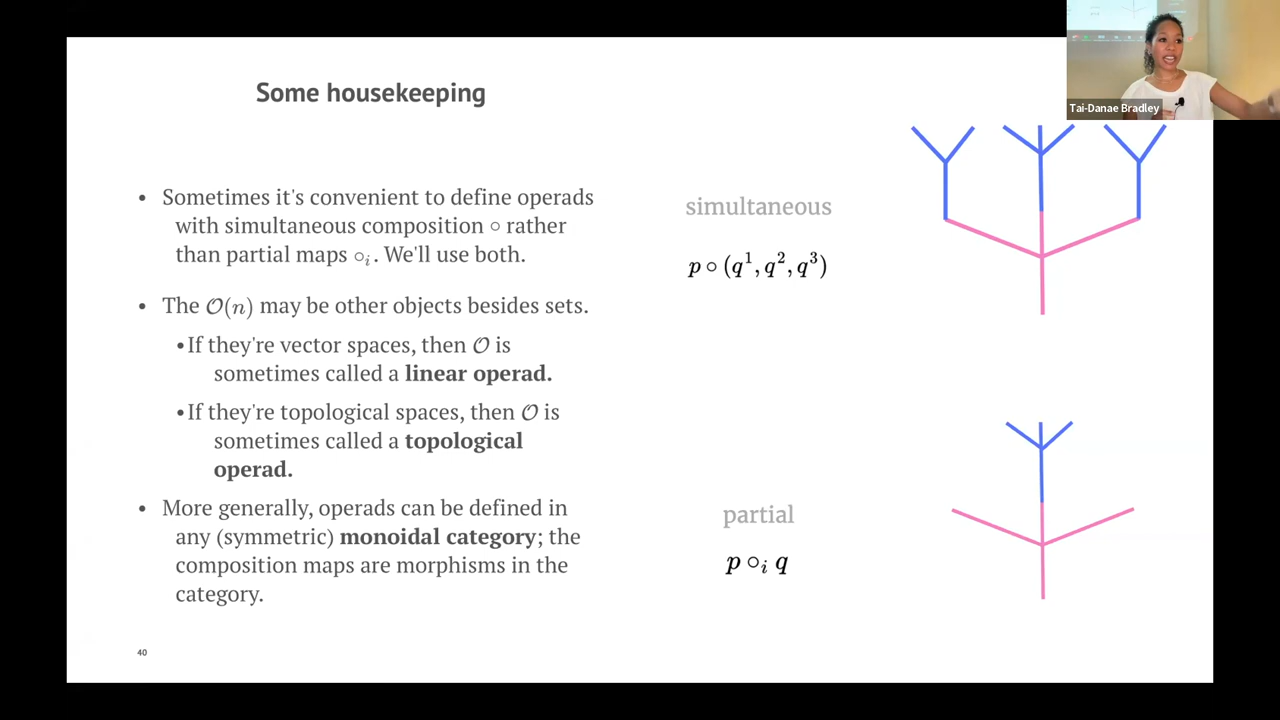 Some housekeeping
Tai-Danae Bradley
• Sometimes it's convenient to define operads
with simultaneous composition ∘ rather
than partial maps ∘ᵢ. We'll use both.
• The 𝒪(n) may be other objects besides sets.
•If they're vector spaces, then 𝒪 is
sometimes called a linear operad.
•If they're topological spaces, then 𝒪 is
sometimes called a topological
operad.
• More generally, operads can be defined in
any (symmetric) monoidal category; the
composition maps are morphisms in the
category.
simultaneous
p ∘ (q¹, q², q³)
partial
p ∘ᵢ q
40